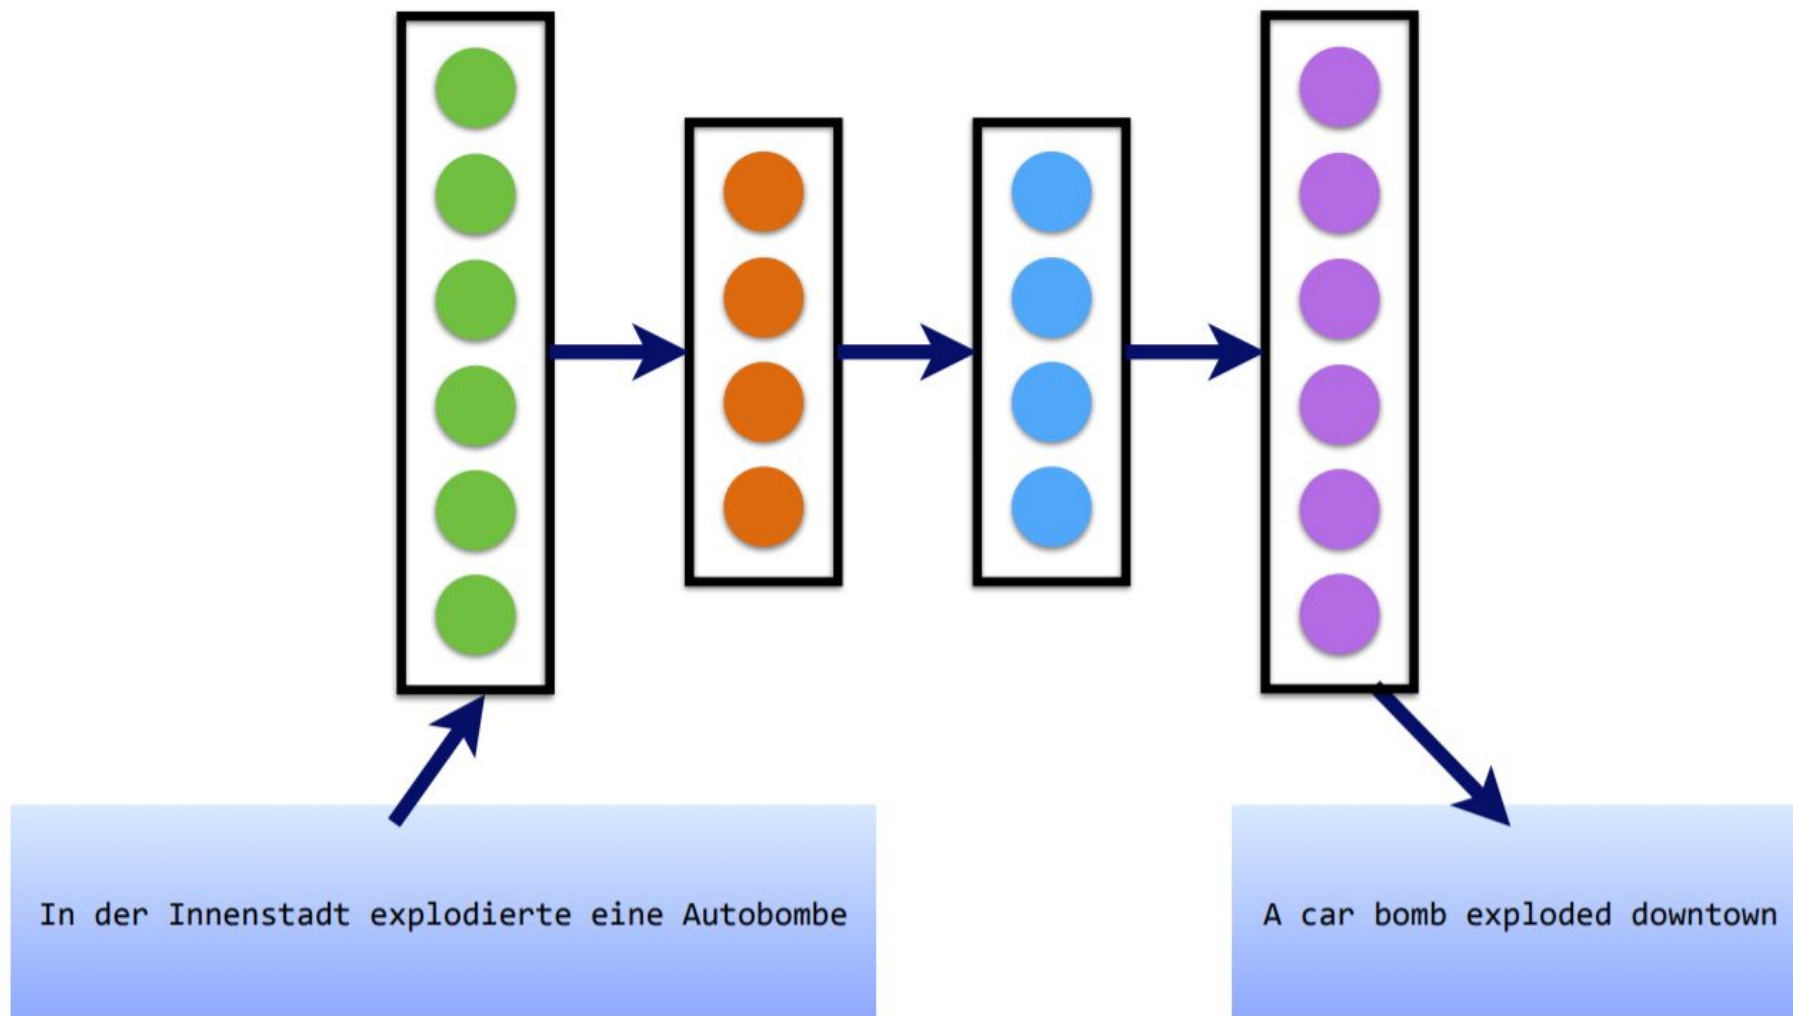 In der Innenstadt explodierte eine Autobombe
A car bomb exploded downtown